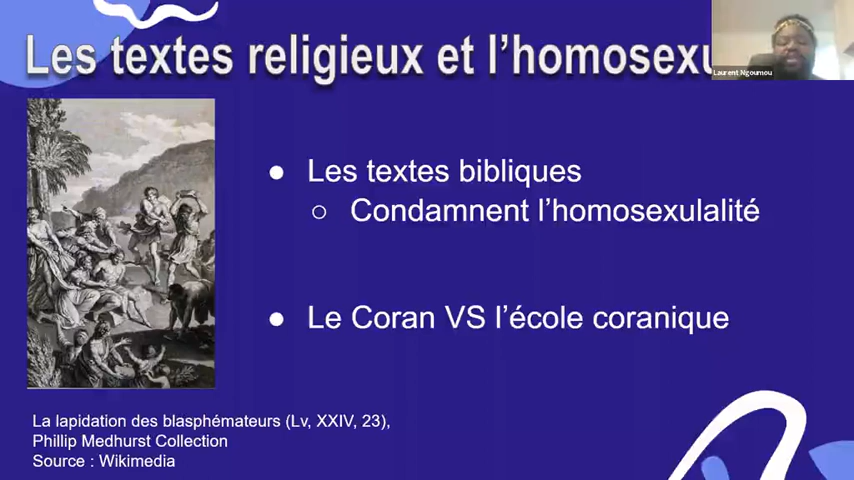 Les textes religieux et l'homosexu
Laurent Ngoumou
● Les textes bibliques
○ Condamnent l'homosexulalité
● Le Coran VS l'école coranique
La lapidation des blasphémateurs (Lv, XXIV, 23),
Phillip Medhurst Collection
Source : Wikimedia